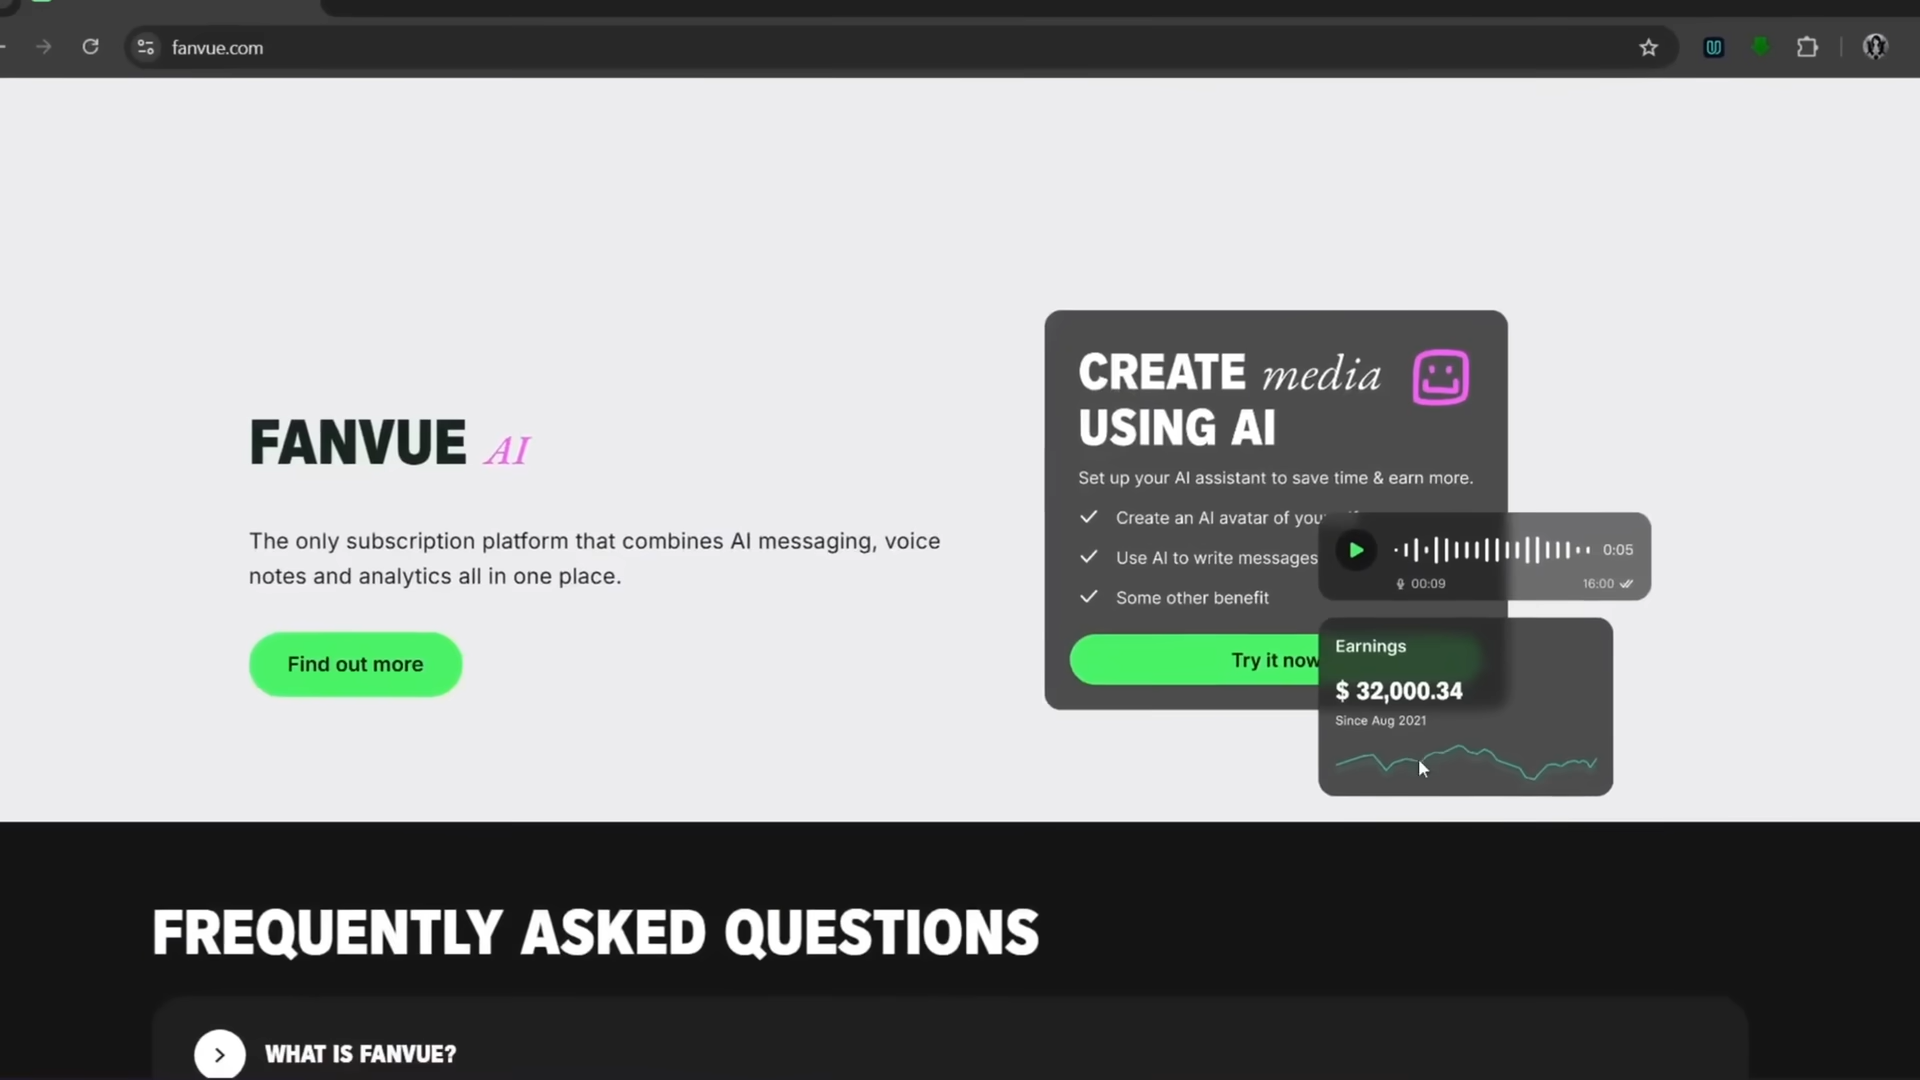 fanvue.com
FANVUE AI
The only subscription platform that combines AI messaging, voice
notes and analytics all in one place.
Find out more
CREATE media
USING AI
Set up your AI assistant to save time & earn more.
Create an AI avatar of
Use AI to write messages
Some other benefit
Try it now
0:05
00:09
16:00
Earnings
$ 32,000.34
Since Aug 2021
FREQUENTLY ASKED QUESTIONS
WHAT IS FANVUE?